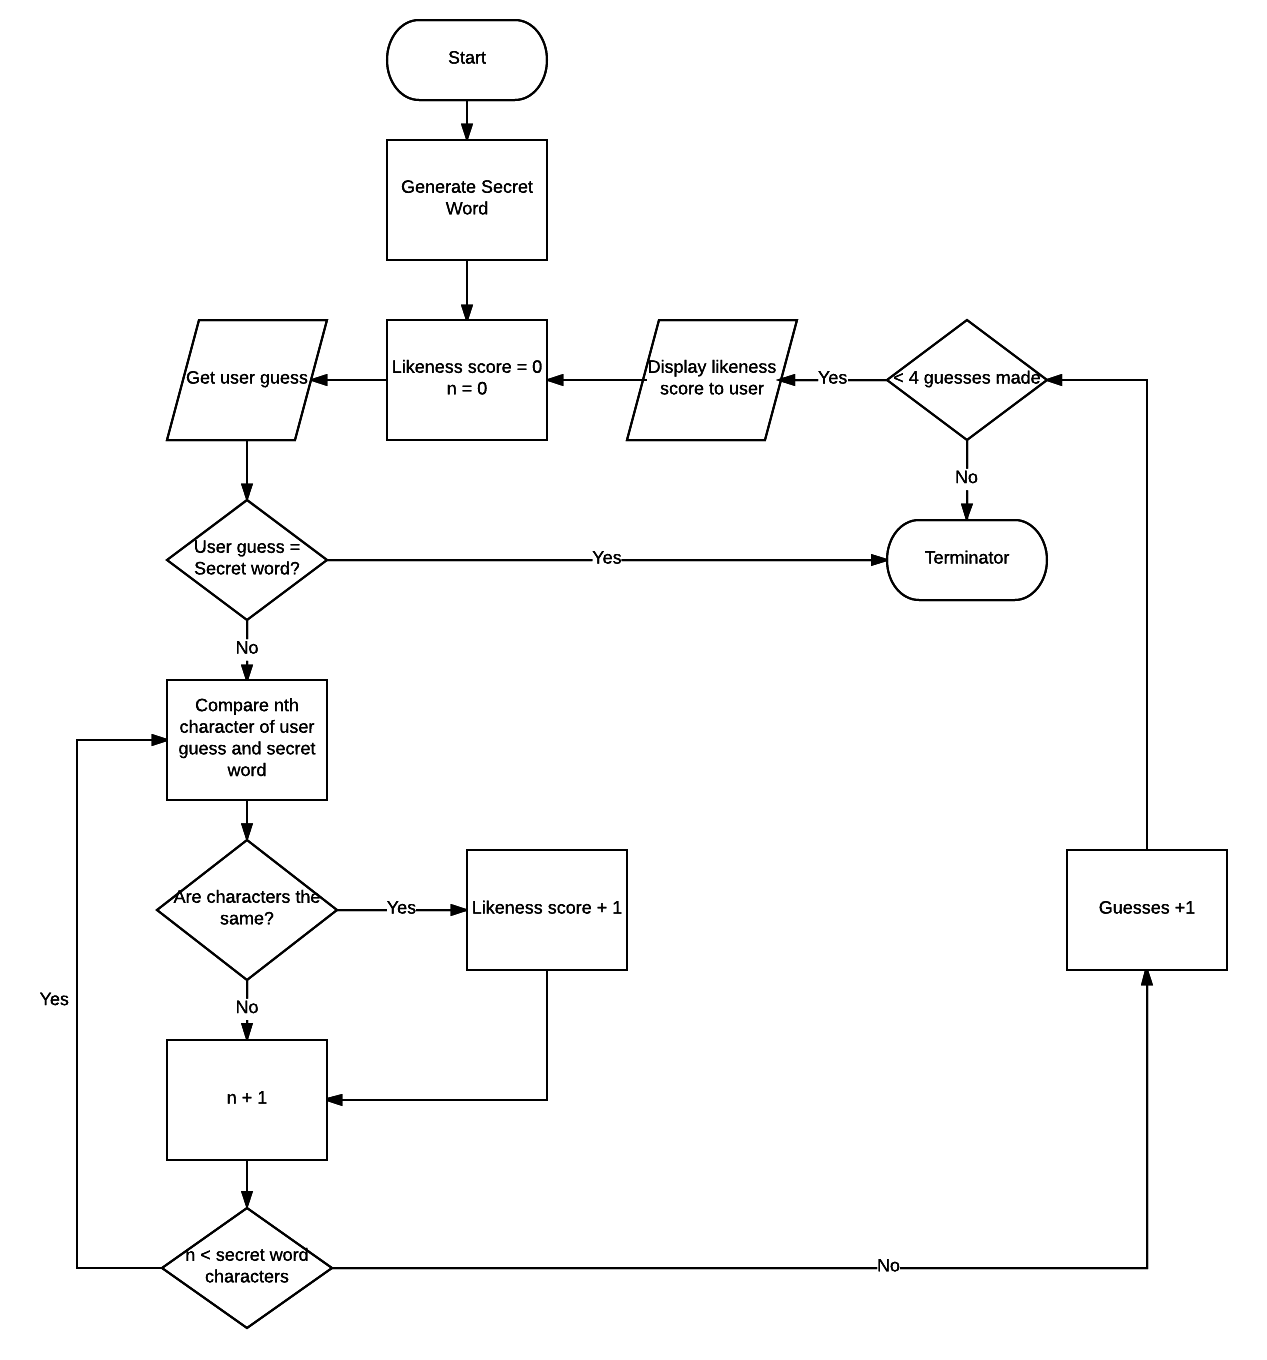 Start
Generate Secret
Word
Get user guess
Likeness score = 0
n = 0
Display likeness
score to user
Yes
< 4 guesses made
No
User guess =
Secret word?
Yes
Terminator
No
Compare nth
character of user
guess and secret
word
Are characters the
same?
Yes
Likeness score + 1
Guesses +1
Yes
No
n + 1
n < secret word
characters
No